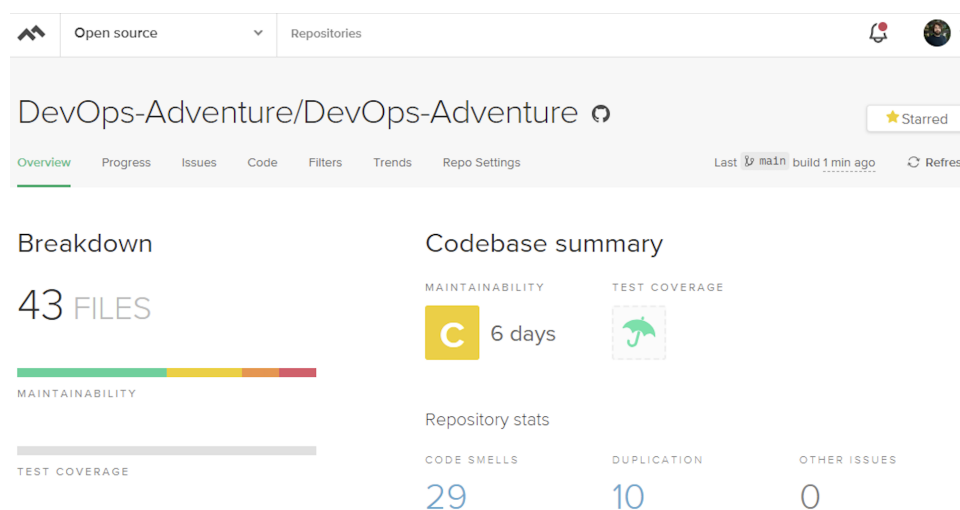 Open source Repositories
DevOps-Adventure/DevOps-Adventure
Starred
Overview Progress Issues Code Filters Trends Repo Settings Last main build 1 min ago Refres
Breakdown Codebase summary
43 FILES
MAINTAINABILITY TEST COVERAGE
C 6 days
MAINTAINABILITY
Repository stats
TEST COVERAGE
CODE SMELLS DUPLICATION OTHER ISSUES
29 10 0